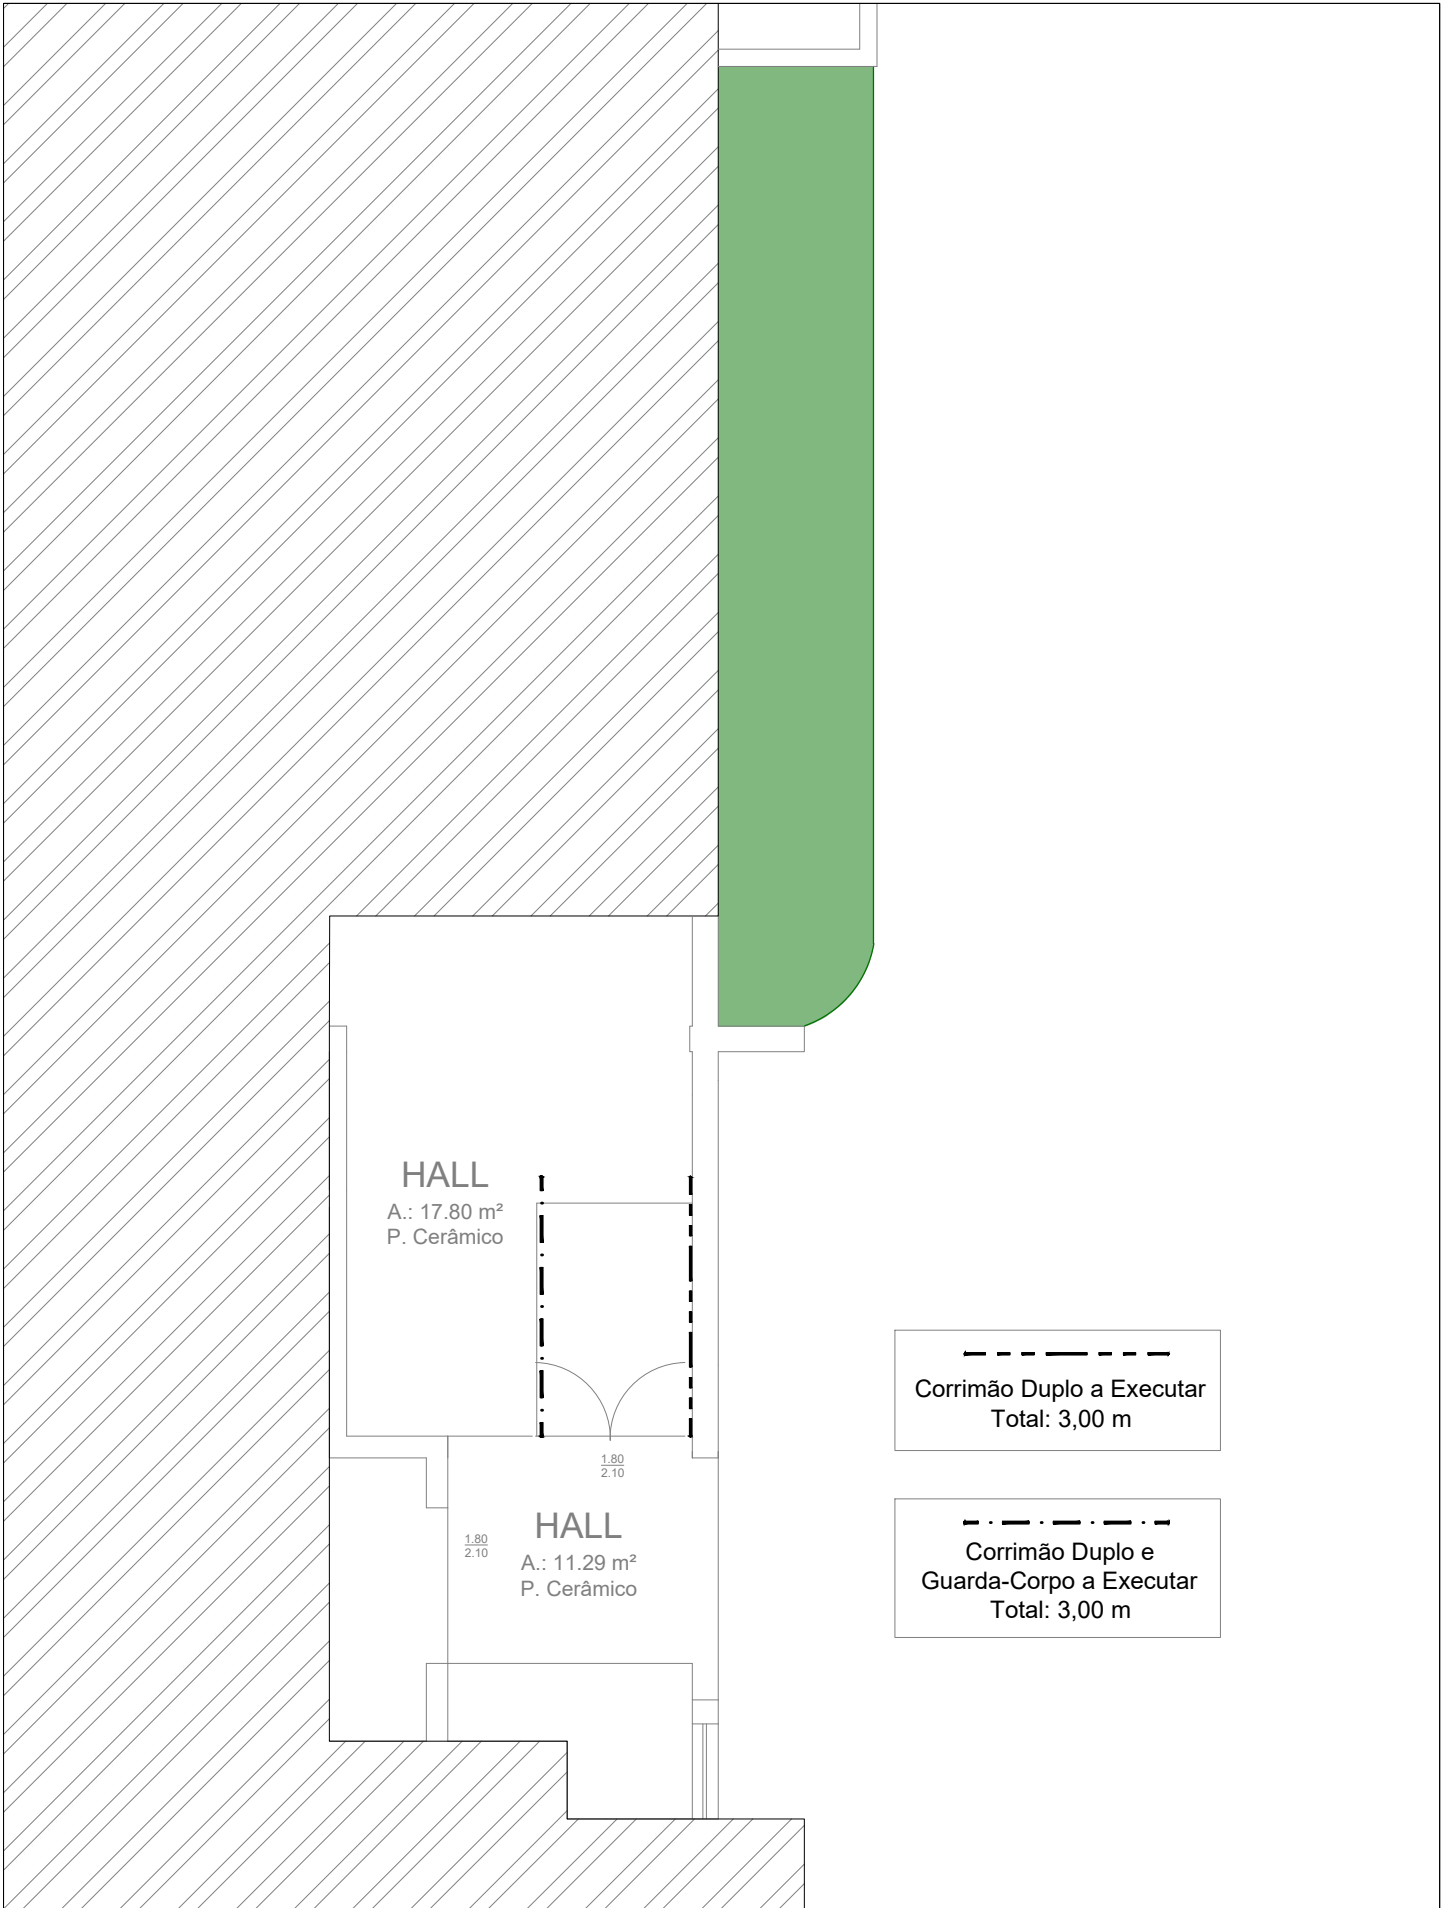 HALL
A.: 17.80 m²
P. Cerâmico
1.80
2.10
HALL
A.: 11.29 m²
P. Cerâmico
1.80
2.10
Corrimão Duplo a Executar
Total: 3,00 m
Corrimão Duplo e
Guarda-Corpo a Executar
Total: 3,00 m